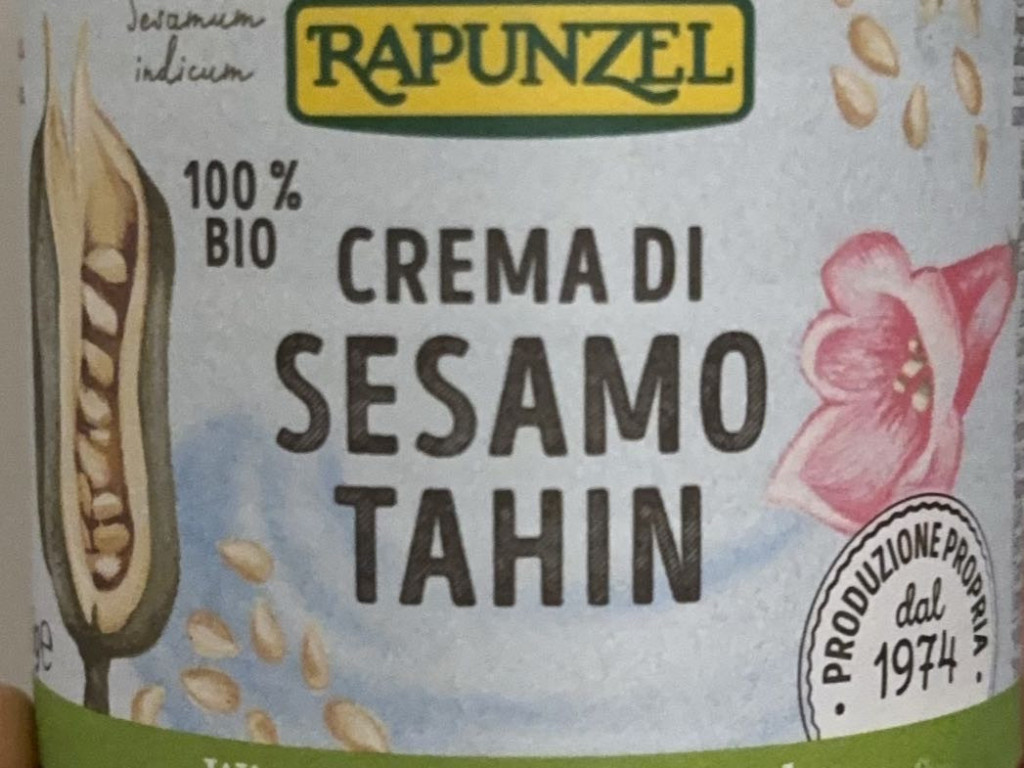 Sesamum
indicum
RAPUNZEL
100 %
BIO
CREMA DI
SESAMO
TAHIN
PRODUZIONE PROPRIA
dal
1974